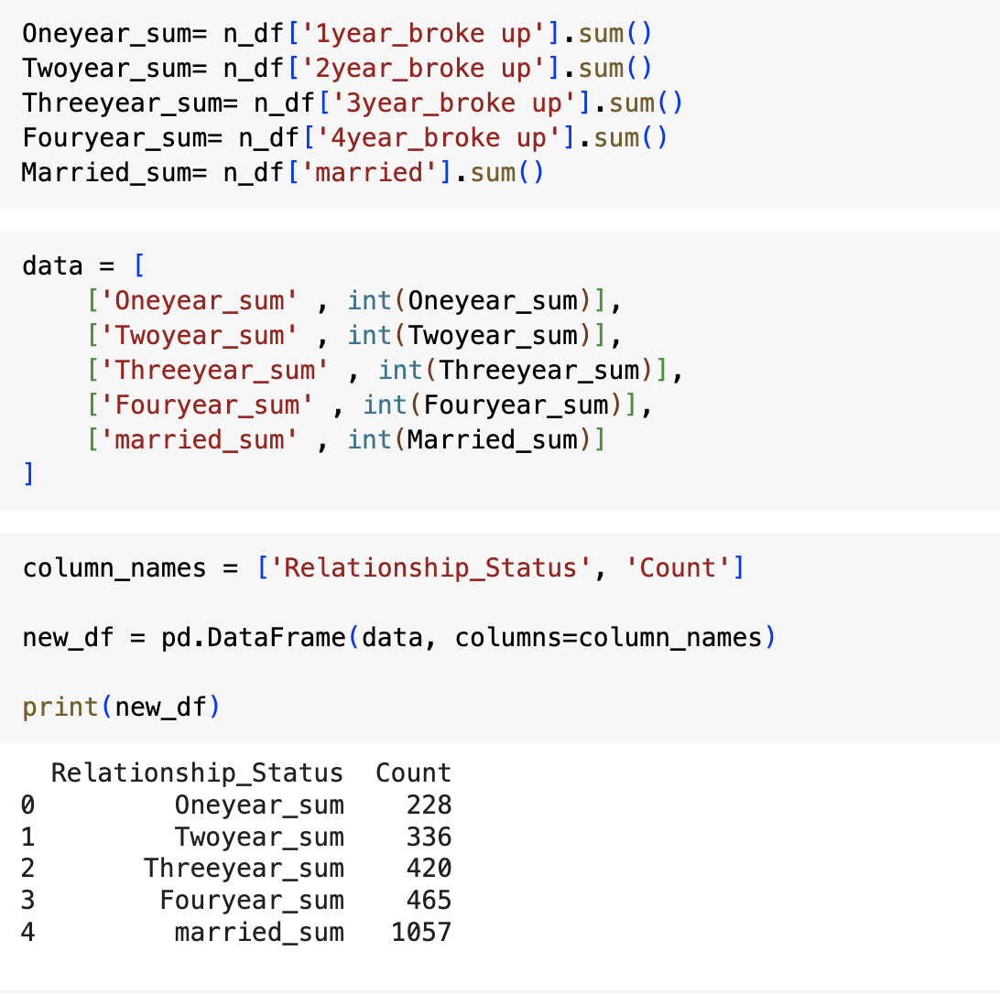 Oneyear_sum= n_df['1year_broke up'].sum()
Twoyear_sum= n_df['2year_broke up'].sum()
Threeyear_sum= n_df['3year_broke up'].sum()
Fouryear_sum= n_df['4year_broke up'].sum()
Married_sum= n_df['married'].sum()
data = [
    ['Oneyear_sum' , int(Oneyear_sum)],
    ['Twoyear_sum' , int(Twoyear_sum)],
    ['Threeyear_sum' , int(Threeyear_sum)],
    ['Fouryear_sum' , int(Fouryear_sum)],
    ['married_sum' , int(Married_sum)]
]
column_names = ['Relationship_Status', 'Count']
new_df = pd.DataFrame(data, columns=column_names)
print(new_df)
  Relationship_Status  Count
0         Oneyear_sum    228
1         Twoyear_sum    336
2       Threeyear_sum    420
3        Fouryear_sum    465
4         married_sum   1057